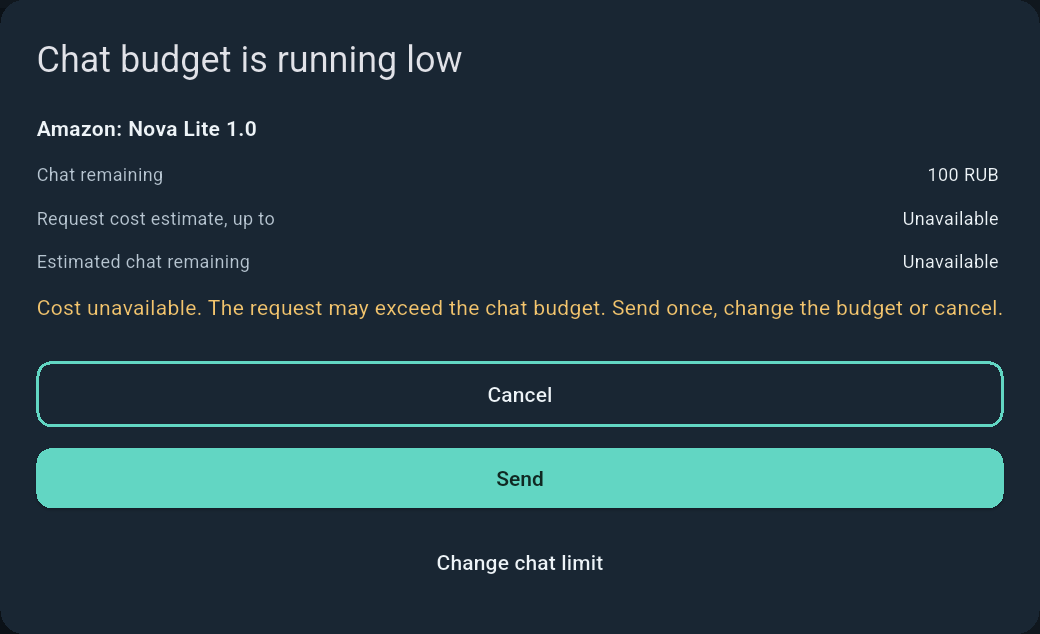 Chat budget is running low
Amazon: Nova Lite 1.0
Chat remaining 100 RUB
Request cost estimate, up to Unavailable
Estimated chat remaining Unavailable
Cost unavailable. The request may exceed the chat budget. Send once, change the budget or cancel.
Cancel
Send
Change chat limit